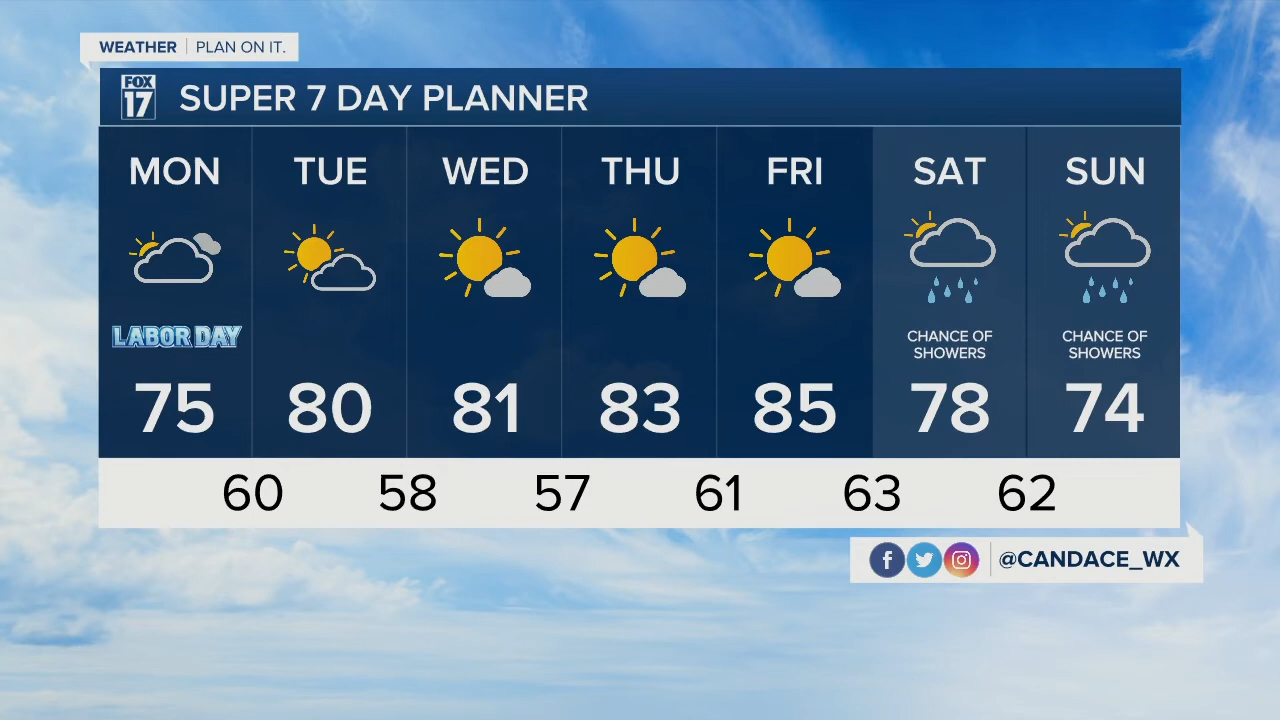 WEATHER | PLAN ON IT.
FOX
17
SUPER 7 DAY PLANNER
MON TUE WED THU FRI SAT SUN
LABOR DAY
CHANCE OF
SHOWERS
CHANCE OF
SHOWERS
75 80 81 83 85 78 74
60 58 57 61 63 62
@CANDACE_WX